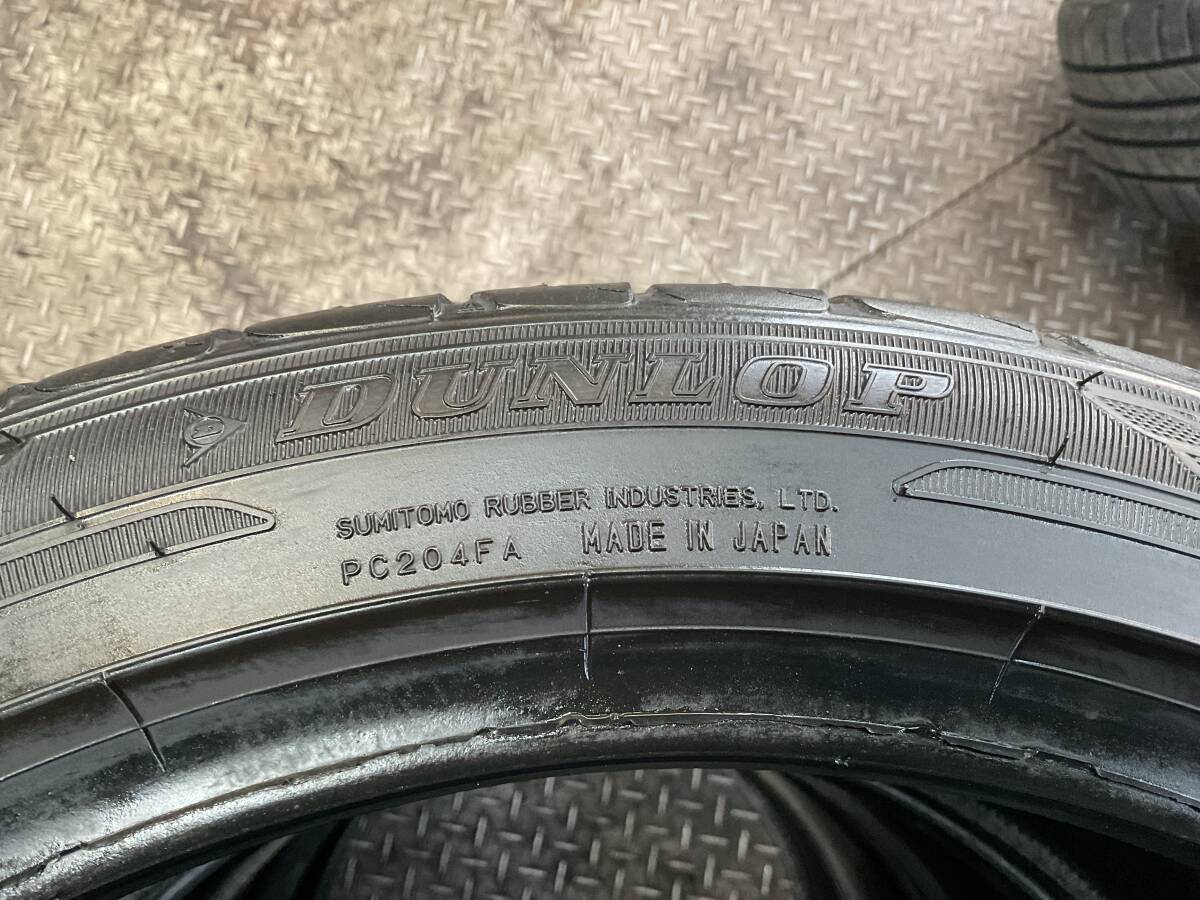 DUNLOP
SUMITOMO RUBBER INDUSTRIES, LTD.
PC204FA MADE IN JAPAN